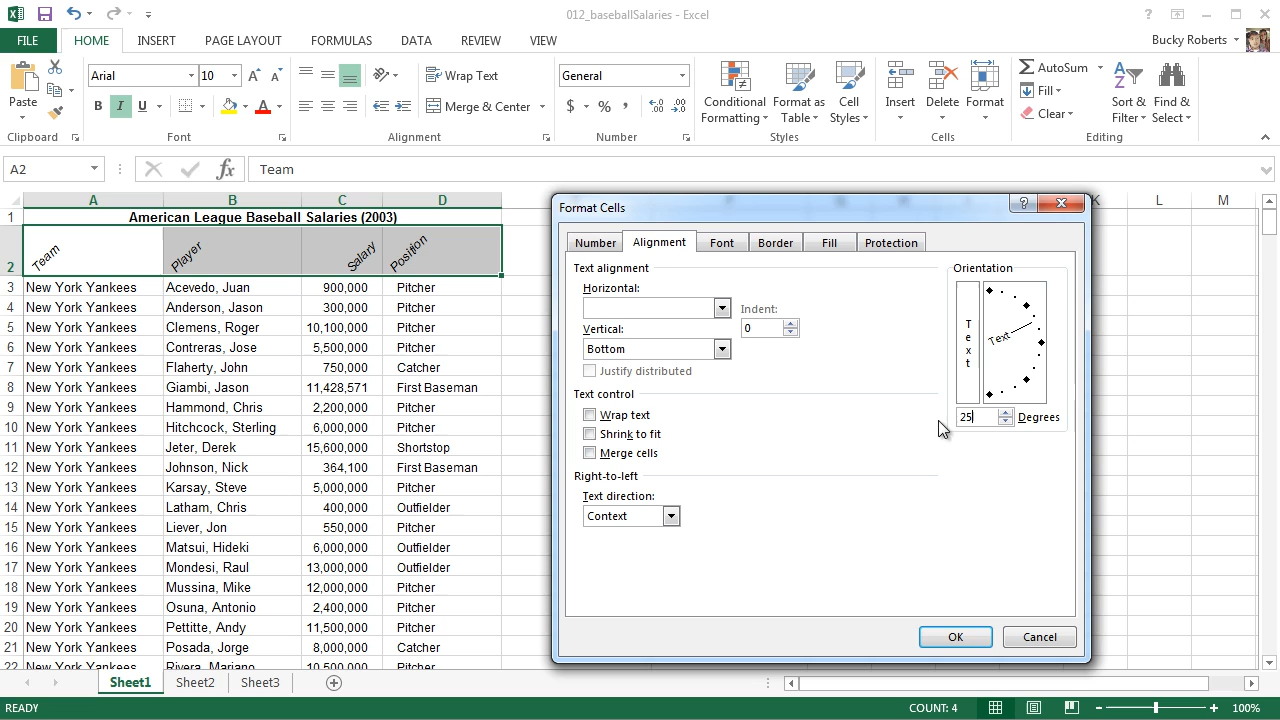 012_baseballSalaries - Excel
FILE HOME INSERT PAGE LAYOUT FORMULAS DATA REVIEW VIEW Bucky Roberts
Paste
Arial 10
B I U A
Wrap Text
Merge & Center
General
$ % ,
Conditional Formatting
Format as Table
Cell Styles
Insert Delete Format
AutoSum
Fill
Clear
Sort & Filter
Find & Select
Clipboard Font Alignment Number Styles Cells Editing
A2 fx Team
A B C D K L M
1 American League Baseball Salaries (2003)
2 Team Player Salary Position
3 New York Yankees Acevedo, Juan 900,000 Pitcher
4 New York Yankees Anderson, Jason 300,000 Pitcher
5 New York Yankees Clemens, Roger 10,100,000 Pitcher
6 New York Yankees Contreras, Jose 5,500,000 Pitcher
7 New York Yankees Flaherty, John 750,000 Catcher
8 New York Yankees Giambi, Jason 11,428,571 First Baseman
9 New York Yankees Hammond, Chris 2,200,000 Pitcher
10 New York Yankees Hitchcock, Sterling 6,000,000 Pitcher
11 New York Yankees Jeter, Derek 15,600,000 Shortstop
12 New York Yankees Johnson, Nick 364,100 First Baseman
13 New York Yankees Karsay, Steve 5,000,000 Pitcher
14 New York Yankees Latham, Chris 400,000 Outfielder
15 New York Yankees Liever, Jon 550,000 Pitcher
16 New York Yankees Matsui, Hideki 6,000,000 Outfielder
17 New York Yankees Mondesi, Raul 13,000,000 Outfielder
18 New York Yankees Mussina, Mike 12,000,000 Pitcher
19 New York Yankees Osuna, Antonio 2,400,000 Pitcher
20 New York Yankees Pettitte, Andy 11,500,000 Pitcher
21 New York Yankees Posada, Jorge 8,000,000 Catcher
22 New York Yankees Rivera, Mariano 10,500,000 Pitcher
Format Cells
Number Alignment Font Border Fill Protection
Text alignment
Horizontal:
Indent:
0
Vertical:
Bottom
Justify distributed
Text control
Wrap text
Shrink to fit
Merge cells
Right-to-left
Text direction:
Context
Orientation
Text
Text
25 Degrees
OK Cancel
Sheet1 Sheet2 Sheet3
READY COUNT: 4 100%